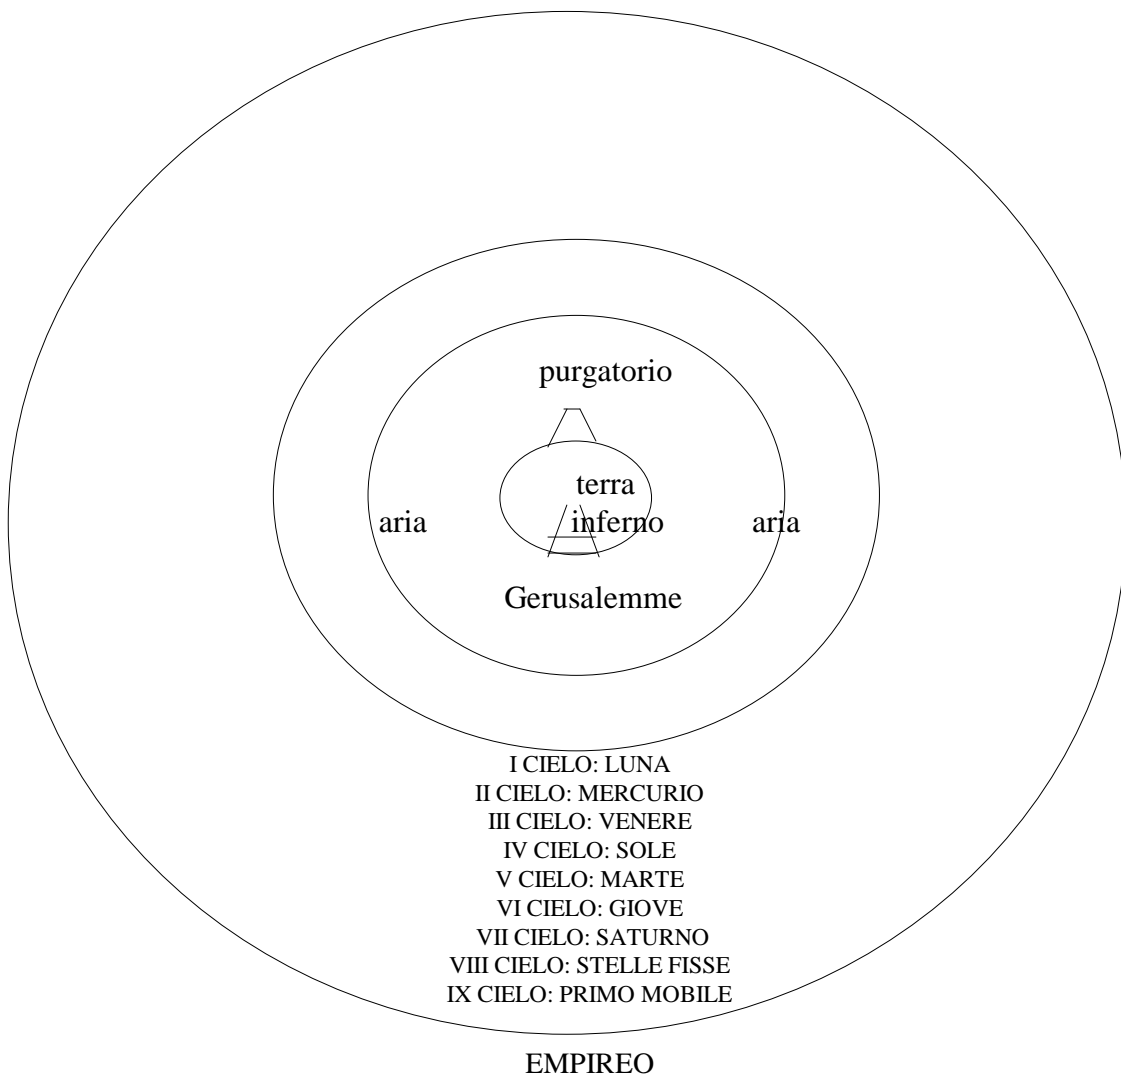 purgatorio
terra
aria inferno aria
Gerusalemme
I CIELO: LUNA
II CIELO: MERCURIO
III CIELO: VENERE
IV CIELO: SOLE
V CIELO: MARTE
VI CIELO: GIOVE
VII CIELO: SATURNO
VIII CIELO: STELLE FISSE
IX CIELO: PRIMO MOBILE
EMPIREO